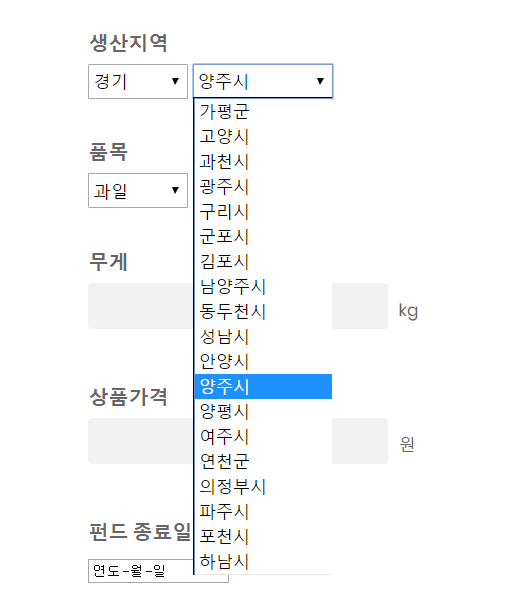 생산지역
경기 양주시
가평군
고양시
품목
과천시
광주시
과일
구리시
군포시
무게
김포시
남양주시
동두천시
kg
성남시
안양시
양주시
상품가격
양평시
여주시
원
연천군
의정부시
파주시
펀드 종료일
포천시
하남시
연도-월-일